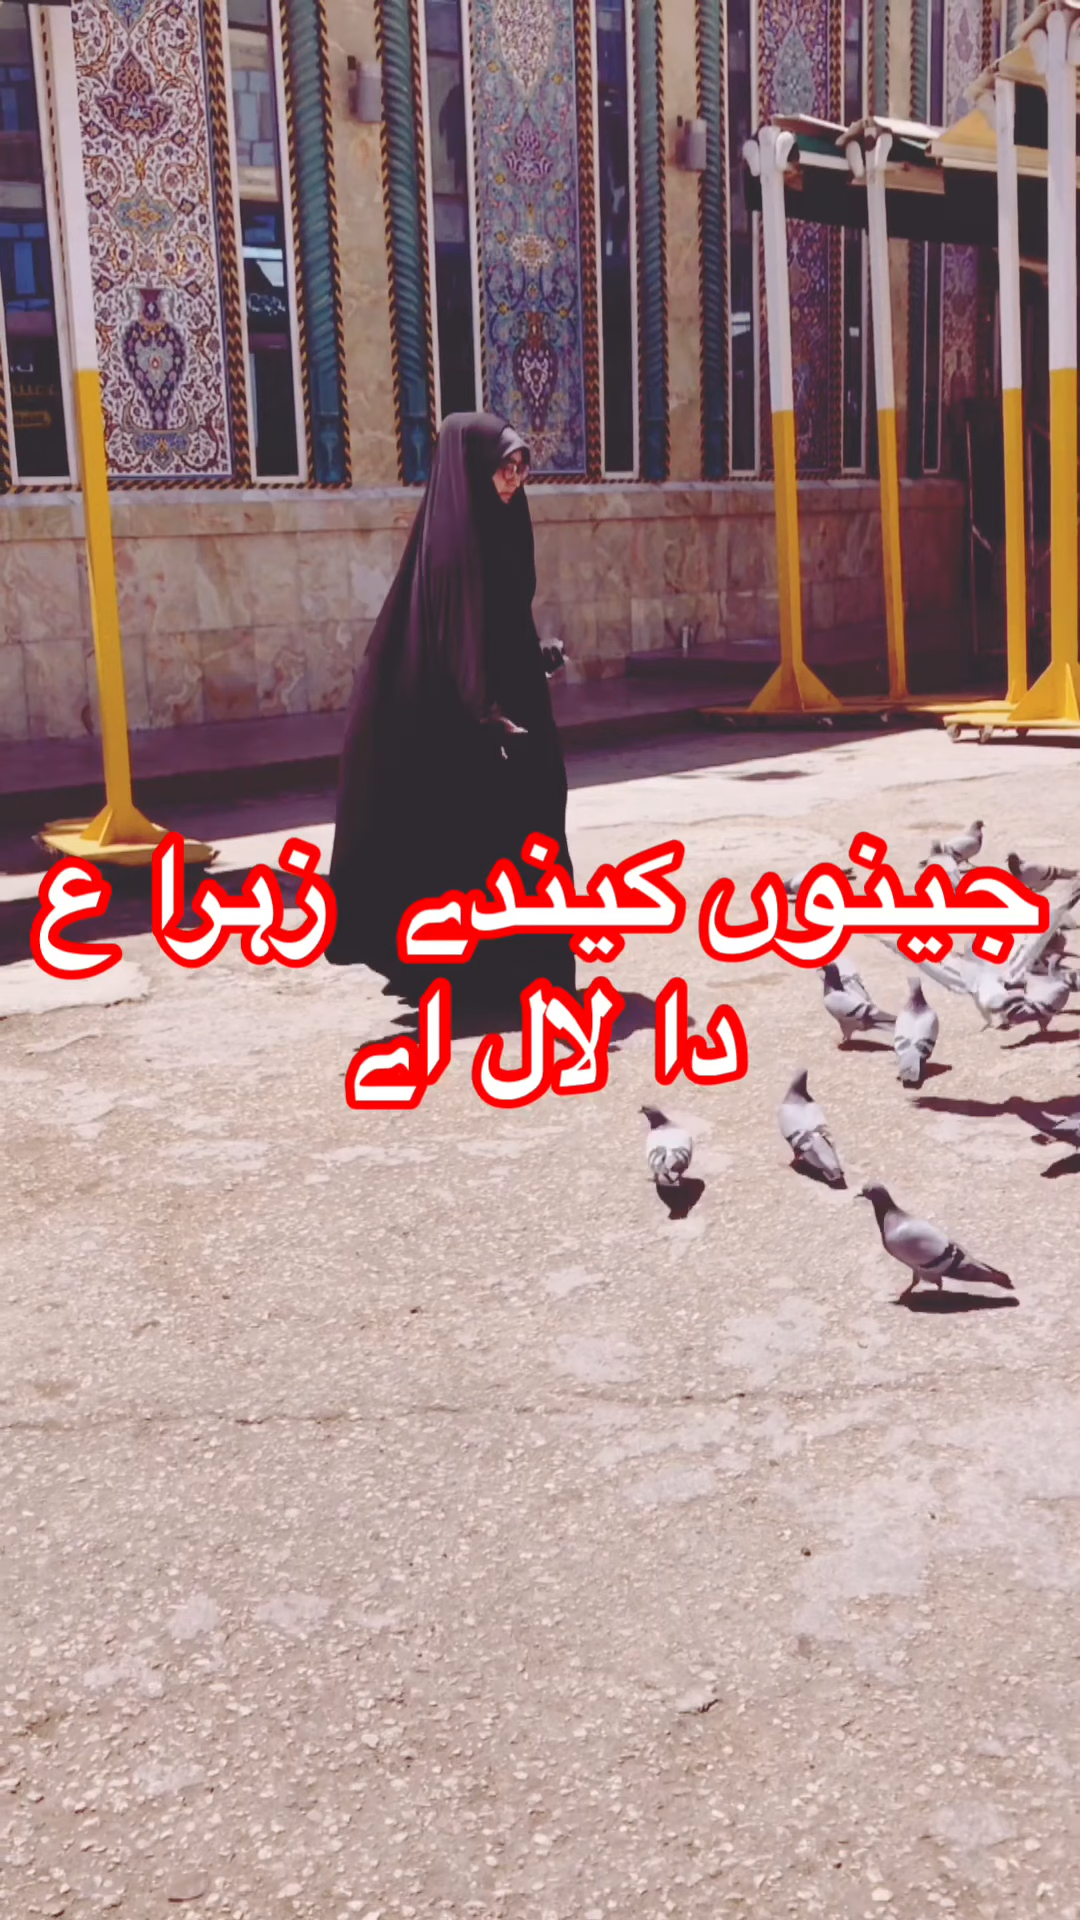 جینوں کیندے زہرا ع
دا لال اے